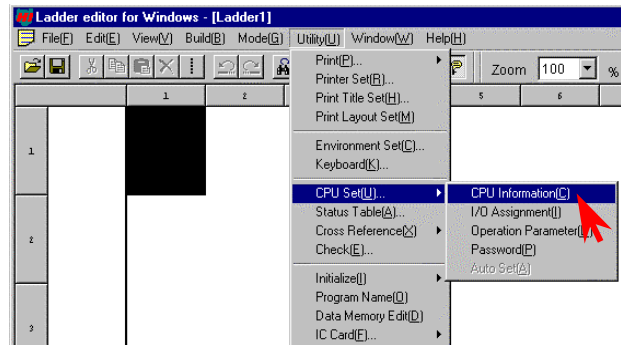 Ladder editor for Windows - [Ladder1]
File(F) Edit(E) View(V) Build(B) Mode(G) Utility(U) Window(W) Help(H)
Zoom 100 %
1 2 5 6
1
2
3
Print(P)...
Printer Set(R)...
Print Title Set(H)...
Print Layout Set(M)
Environment Set(C)...
Keyboard(K)...
CPU Set(U)...
Status Table(A)...
Cross Reference(X)
Check(E)...
Initialize(I)
Program Name(O)
Data Memory Edit(D)
IC Card(F)...
CPU Information(C)
I/O Assignment(I)
Operation Parameter
Password(P)
Auto Set(A)